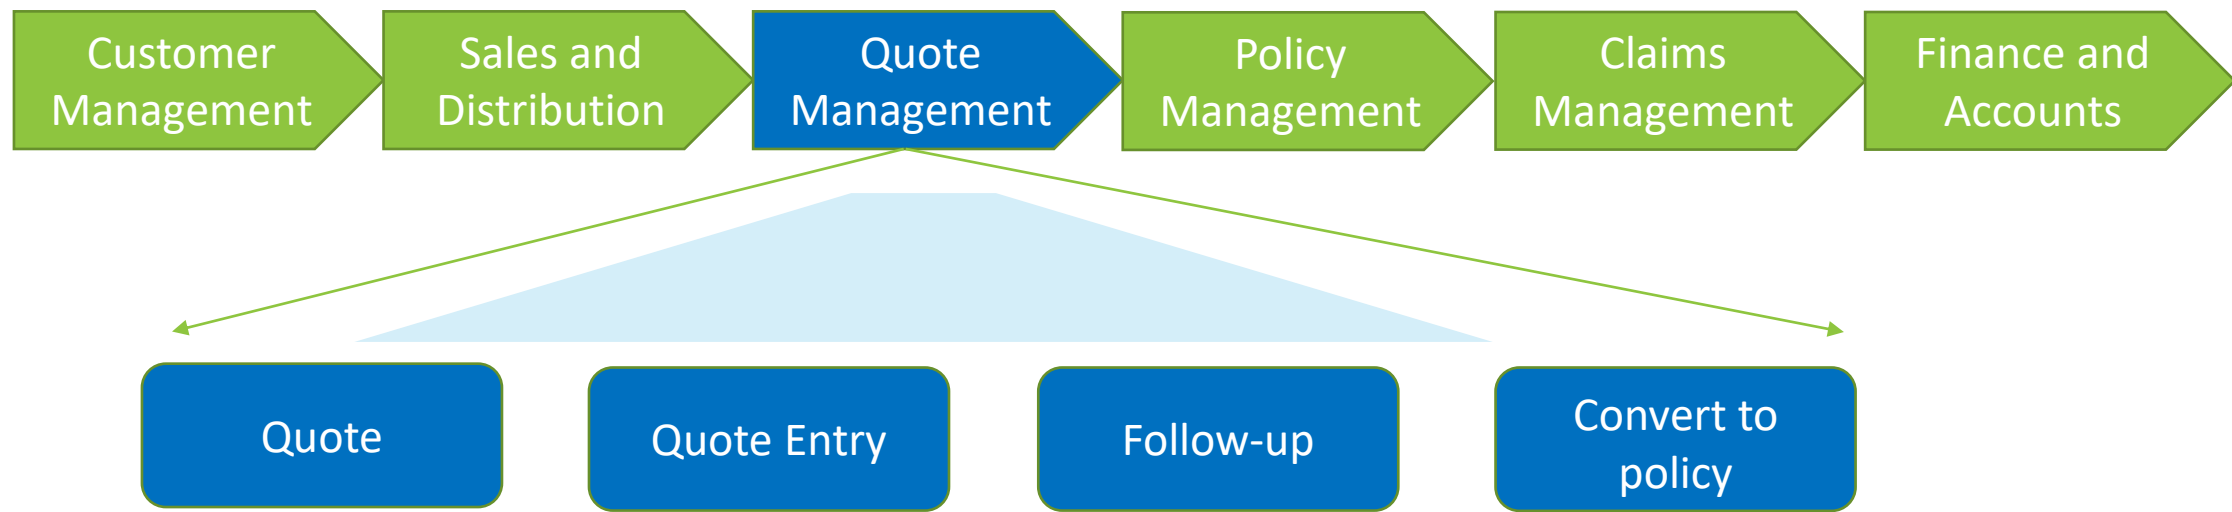 Customer
Management
Sales and
Distribution
Quote
Management
Policy
Management
Claims
Management
Finance and
Accounts
Quote
Quote Entry
Follow-up
Convert to
policy